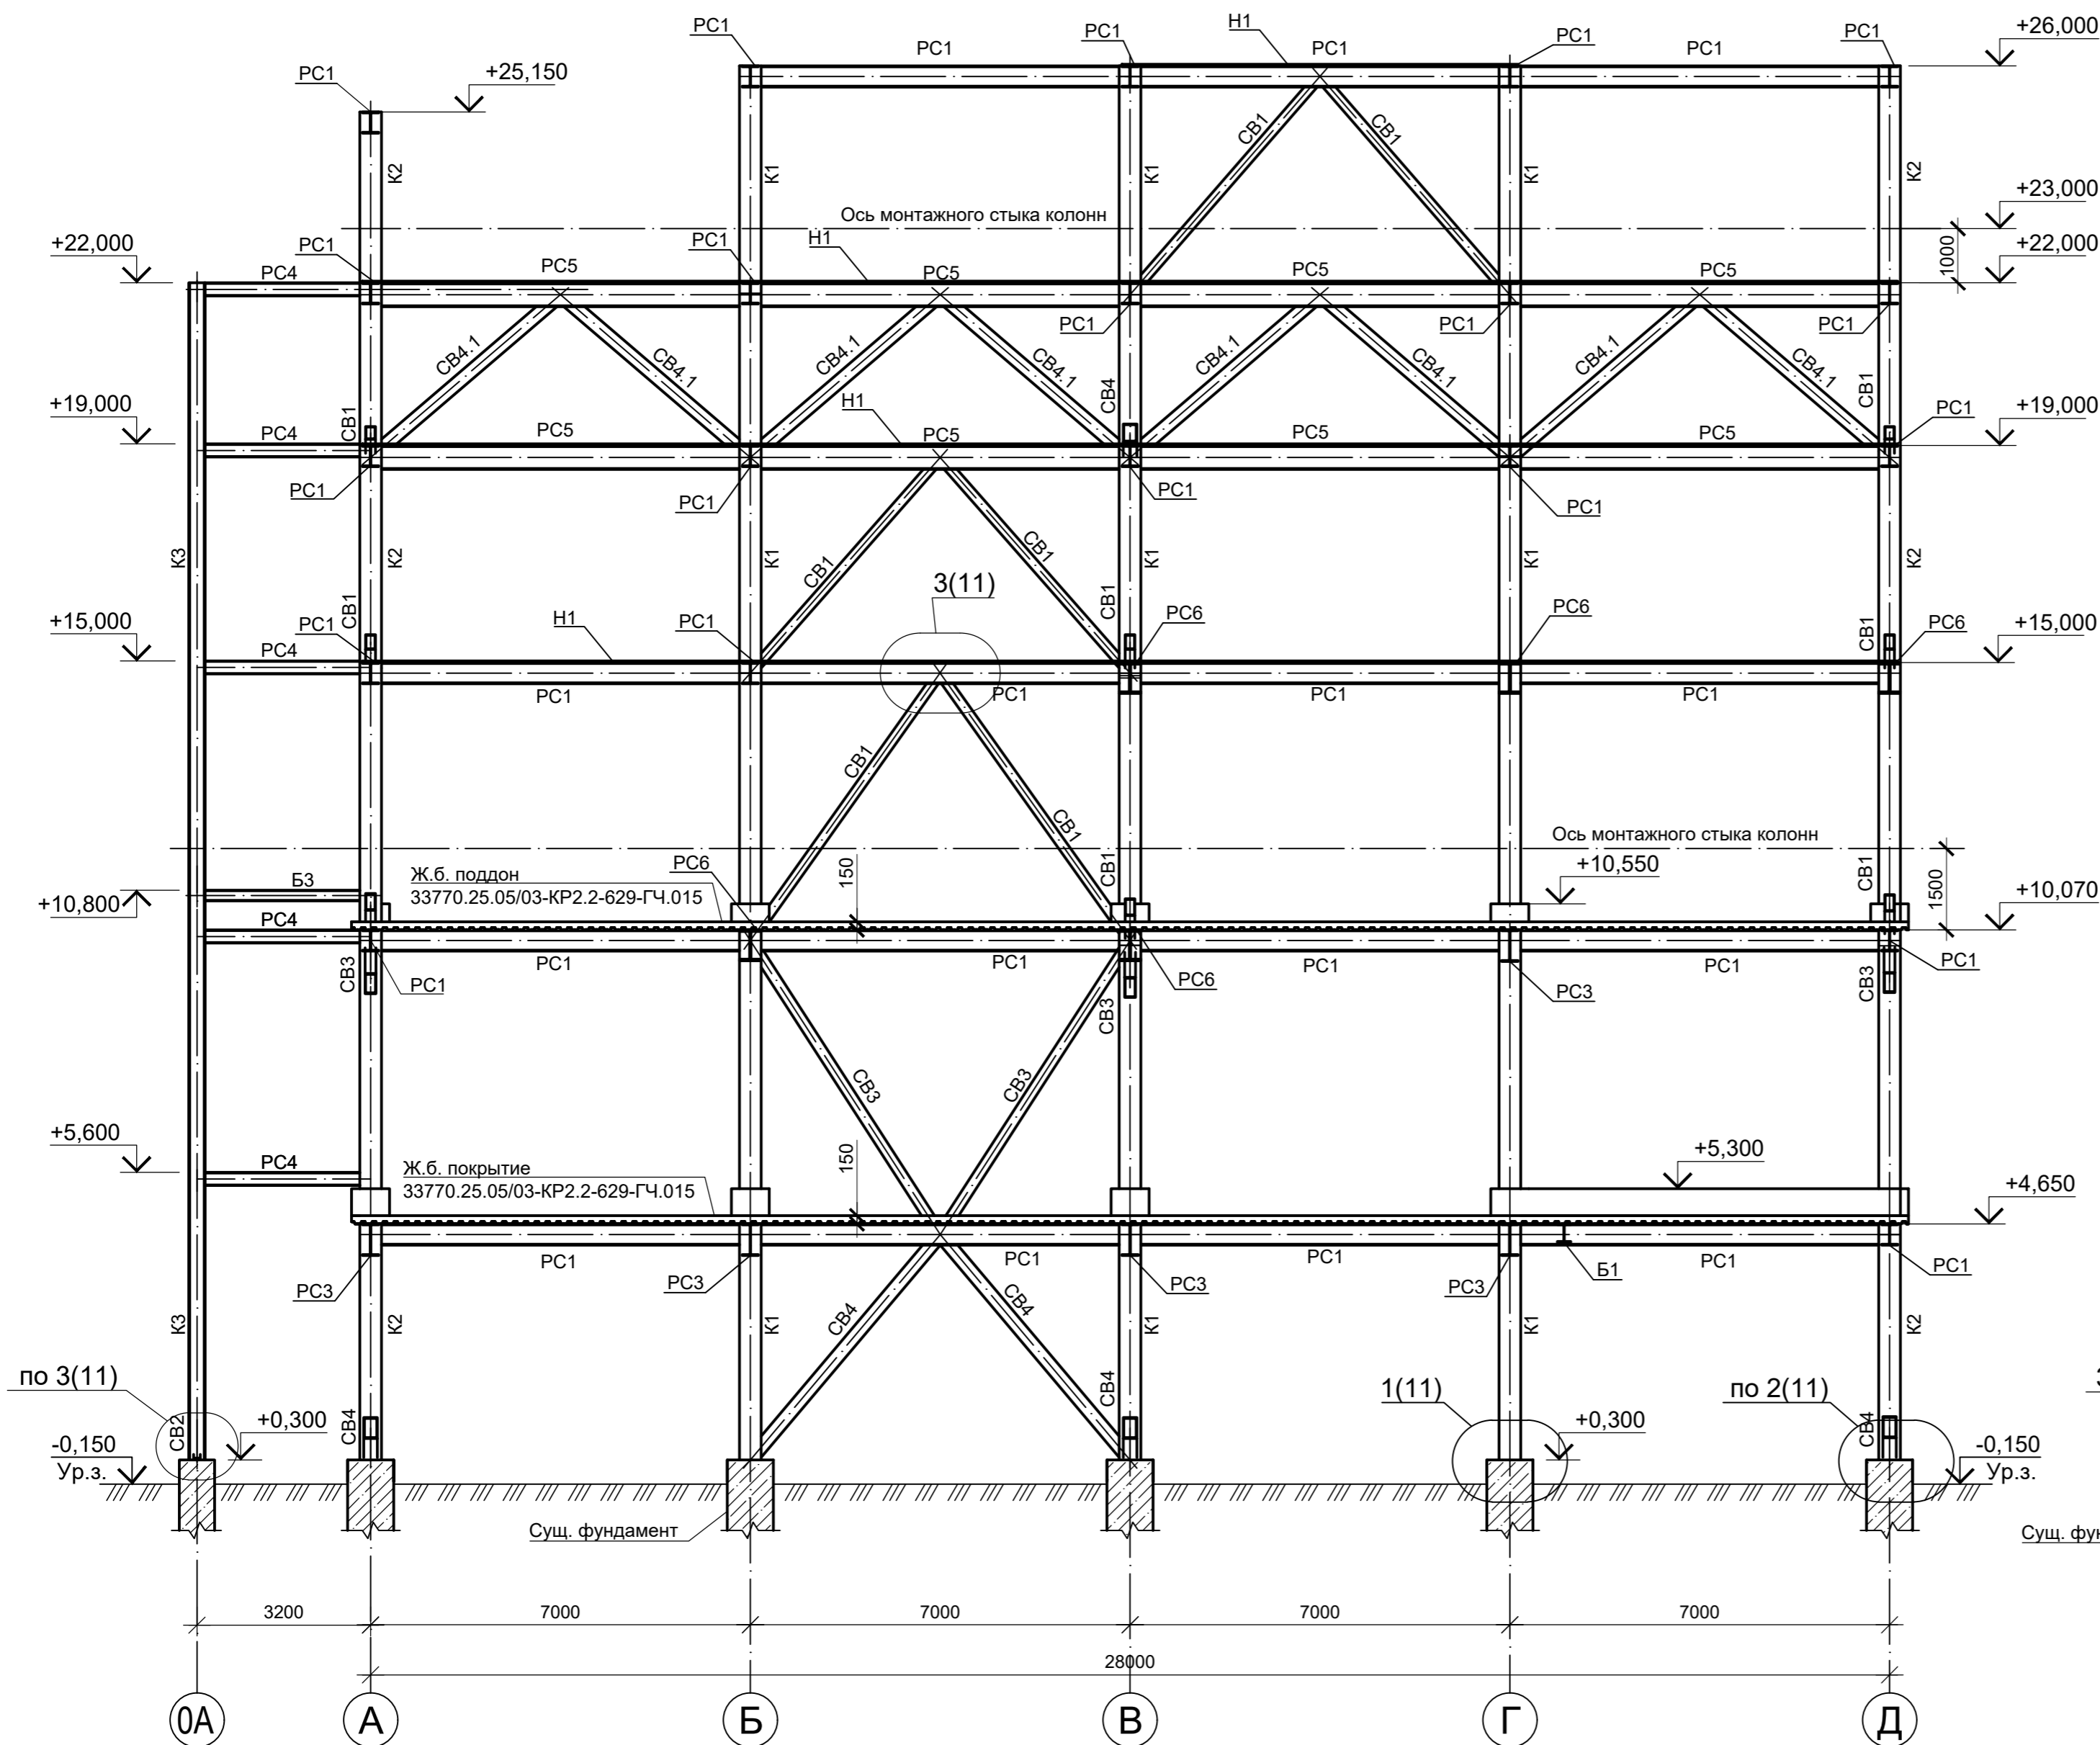 РС1
РС1
РС1
Н1
РС1
РС1
РС1
РС1
+26,000
РС1
+25,150
СВ1
СВ1
К2
К1
К1
К1
К2
+23,000
Ось монтажного стыка колонн
+22,000
РС4
РС1
РС5
РС1
Н1
РС5
РС5
РС5
1000
+22,000
РС1
РС1
РС1
СВ4.1
СВ4.1
СВ4.1
СВ4.1
СВ4.1
СВ4.1
СВ4.1
СВ4.1
СВ1
СВ4
СВ1
+19,000
РС4
РС5
Н1
РС5
РС5
РС5
РС1
+19,000
РС1
РС1
РС1
РС1
К3
К2
К1
СВ1
СВ1
К1
К1
К2
3(11)
СВ1
СВ1
СВ1
+15,000
РС4
РС1
Н1
РС1
РС6
РС6
РС6
+15,000
РС1
РС1
РС1
РС1
СВ1
СВ1
Ось монтажного стыка колонн
Ж.б. поддон
33770.25.05/03-КР2.2-629-ГЧ.015
РС6
150
СВ1
+10,550
СВ1
1500
+10,800
Б3
РС4
+10,070
СВ3
РС1
РС1
РС1
РС6
СВ3
РС1
РС3
РС1
СВ3
РС1
СВ3
СВ3
+5,600
РС4
Ж.б. покрытие
33770.25.05/03-КР2.2-629-ГЧ.015
150
+5,300
+4,650
РС3
РС1
РС3
РС1
РС3
РС1
РС3
Б1
РС1
РС1
К3
К2
К1
СВ4
СВ4
К1
К1
К2
по 3(11)
СВ2
+0,300
СВ4
СВ4
1(11)
+0,300
по 2(11)
СВ4
-0,150
Ур.з.
-0,150
Ур.з.
Сущ. фундамент
Сущ. 
3200
7000
7000
7000
7000
28000
0А
А
Б
В
Г
Д